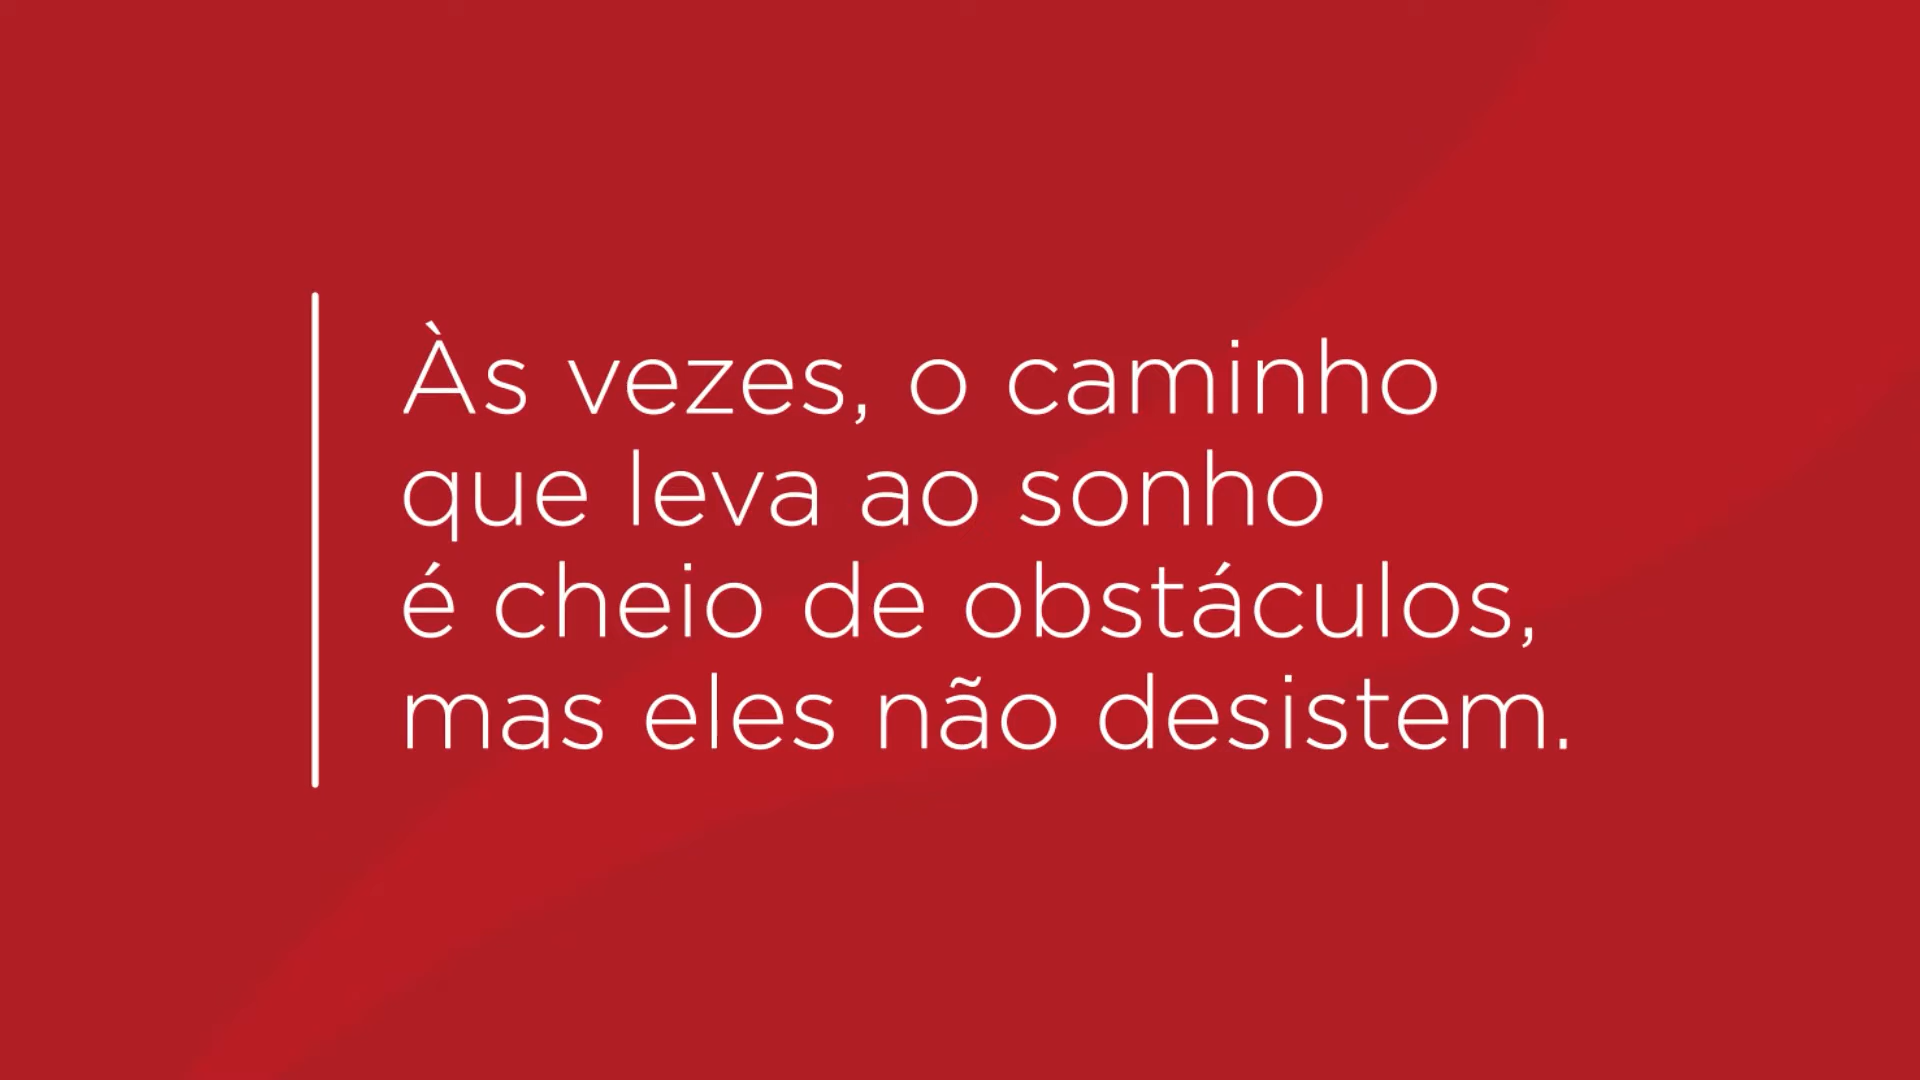 Às vezes, o caminho
que leva ao sonho
é cheio de obstáculos,
mas eles não desistem.